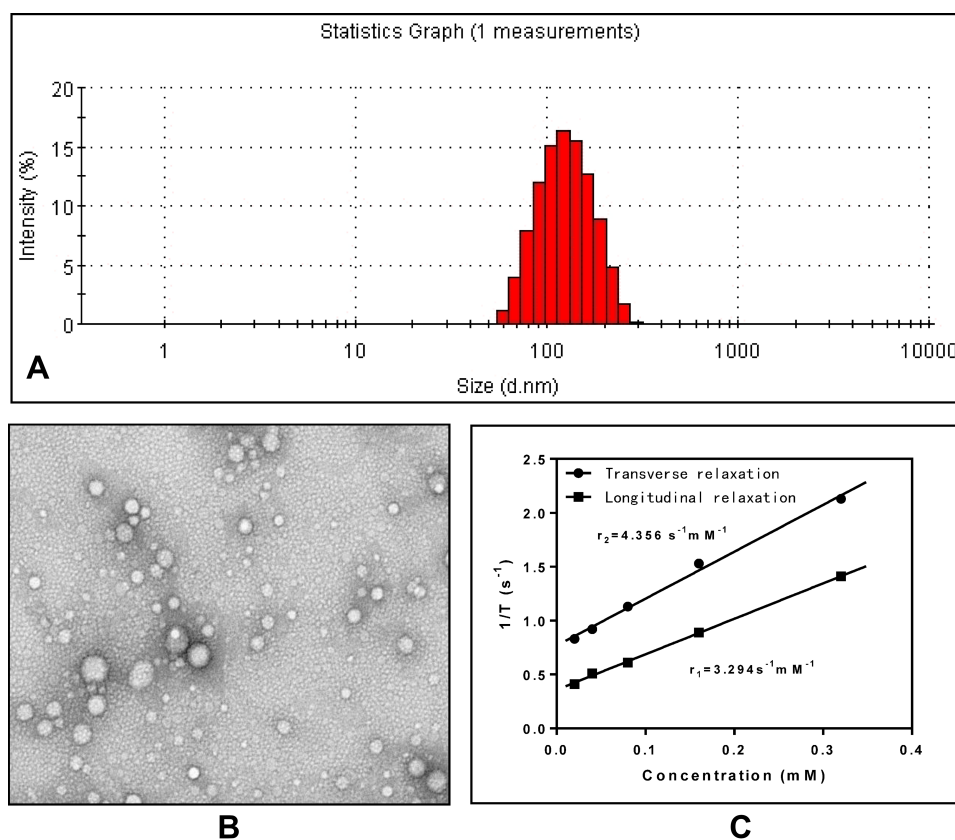 Statistics Graph (1 measurements)
20
15
10
5
0
Intensity (%)
1
10
100
1000
10000
Size (d.nm)
A
B
2.5
2.0
1.5
1.0
0.5
0.0
1/T (s⁻¹)
Transverse relaxation
Longitudinal relaxation
r₂=4.356 s⁻¹m M⁻¹
r₁=3.294s⁻¹m M⁻¹
0.0 0.1 0.2 0.3 0.4
Concentration (mM)
C